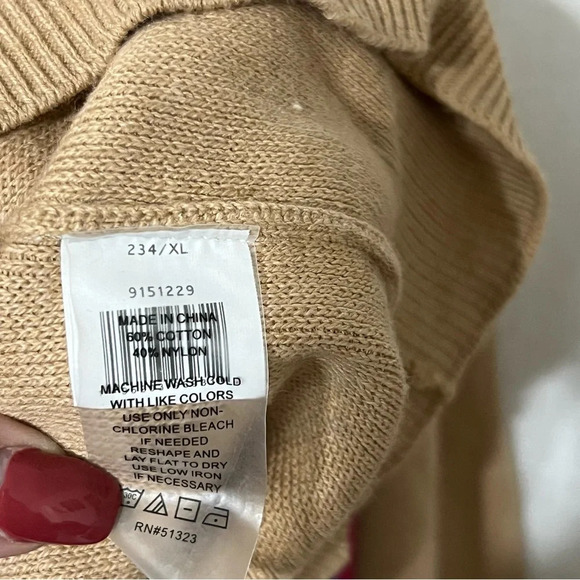 234/XL
9151229
MADE IN CHINA
60% COTTON
40% NYLON
MACHINE WASH COLD
WITH LIKE COLORS
USE ONLY NON-
CHLORINE BLEACH
IF NEEDED
RESHAPE AND
LAY FLAT TO DRY
USE LOW IRON
IF NECESSARY
RN#51323